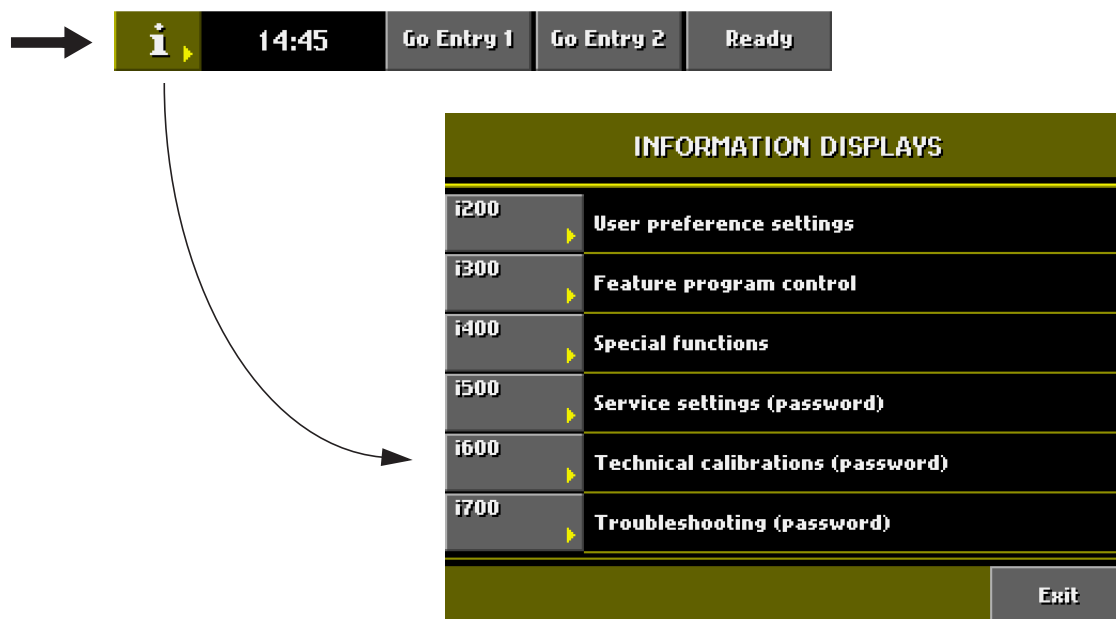 i 14:45 Go Entry 1 Go Entry 2 Ready
INFORMATION DISPLAYS
i200 User preference settings
i300 Feature program control
i400 Special functions
i500 Service settings (password)
i600 Technical calibrations (password)
i700 Troubleshooting (password)
Exit